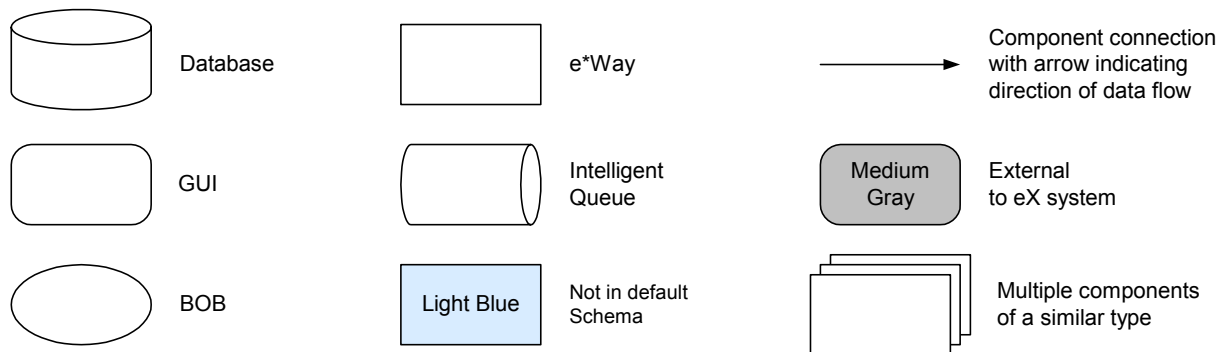 Database
e*Way
Component connection
with arrow indicating
direction of data flow
GUI
Intelligent
Queue
Medium
Gray
External
to eX system
BOB
Light Blue
Not in default
Schema
Multiple components
of a similar type